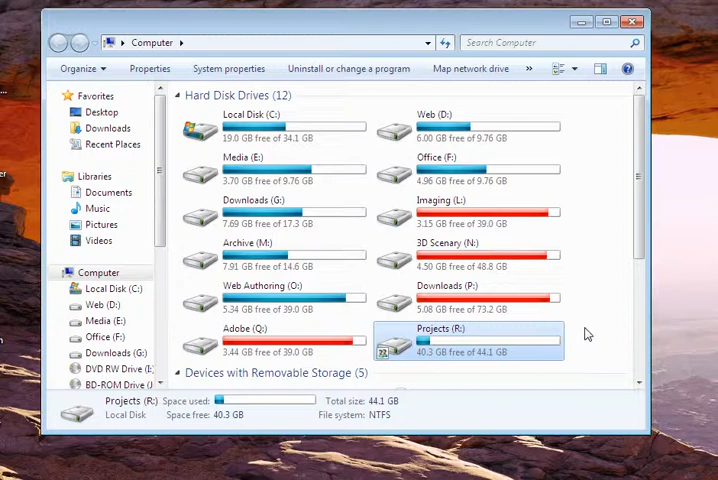 Computer
Search Computer
Organize
Properties
System properties
Uninstall or change a program
Map network drive
»
Favorites
Desktop
Downloads
Recent Places
Libraries
Documents
Music
Pictures
Videos
Computer
Local Disk (C:)
Web (D:)
Media (E:)
Office (F:)
Downloads (G:)
DVD RW Drive (I:
BD-ROM Drive (J
Hard Disk Drives (12)
Local Disk (C:)
19.0 GB free of 34.1 GB
Web (D:)
6.00 GB free of 9.76 GB
Media (E:)
3.70 GB free of 9.76 GB
Office (F:)
4.96 GB free of 9.76 GB
Downloads (G:)
7.69 GB free of 17.3 GB
Imaging (L:)
3.15 GB free of 39.0 GB
Archive (M:)
7.91 GB free of 14.6 GB
3D Scenary (N:)
4.50 GB free of 48.8 GB
Web Authoring (O:)
5.34 GB free of 39.0 GB
Downloads (P:)
5.08 GB free of 73.2 GB
Adobe (Q:)
3.44 GB free of 39.0 GB
Projects (R:)
40.3 GB free of 44.1 GB
Devices with Removable Storage (5)
Projects (R:) Space used: Total size: 44.1 GB
Local Disk Space free: 40.3 GB File system: NTFS